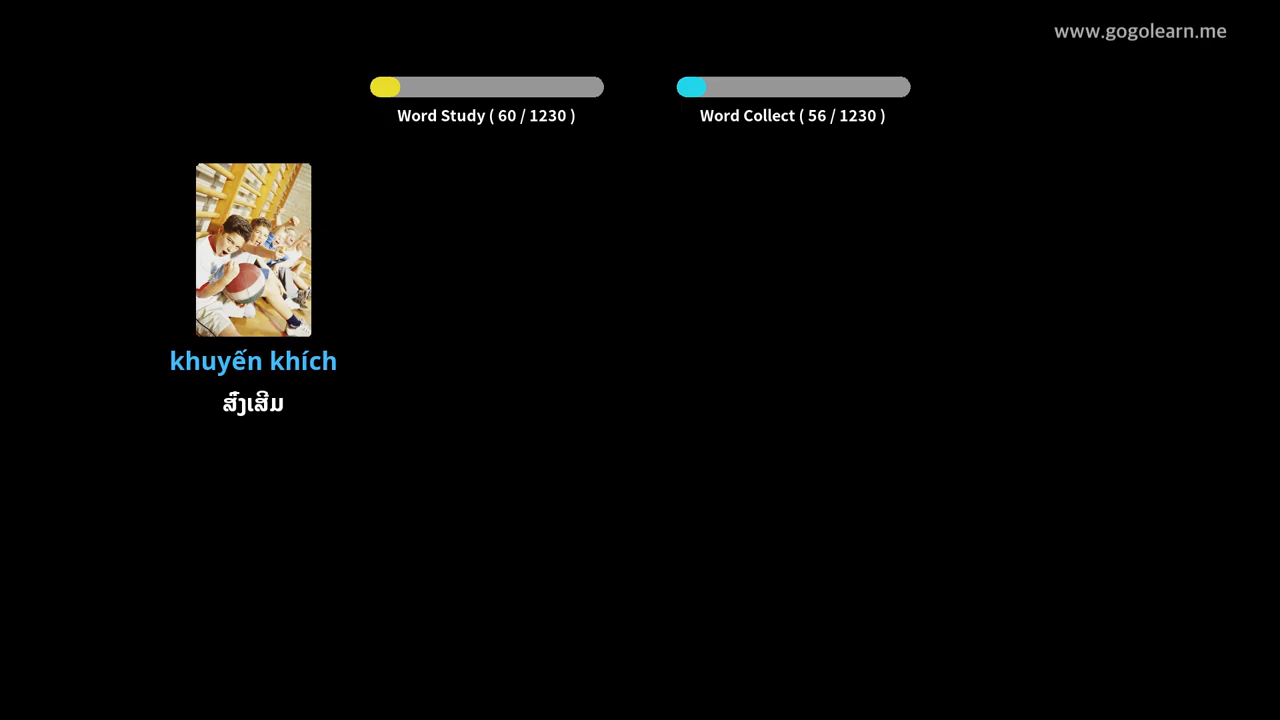 www.gogolearn.me
Word Study ( 60 / 1230 )
Word Collect ( 56 / 1230 )
khuyến khích
ສົ່ງເສີມ